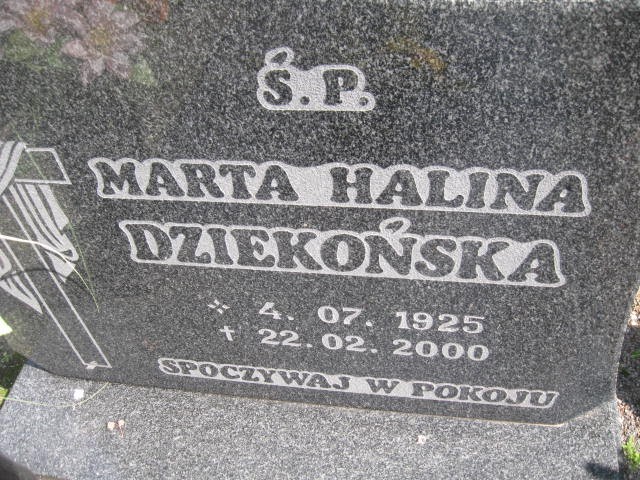 Ś.P.
MARTA HALINA
DZIEKOŃSKA
* 4. 07. 1925
† 22. 02. 2000
SPOCZYWAJ W POKOJU